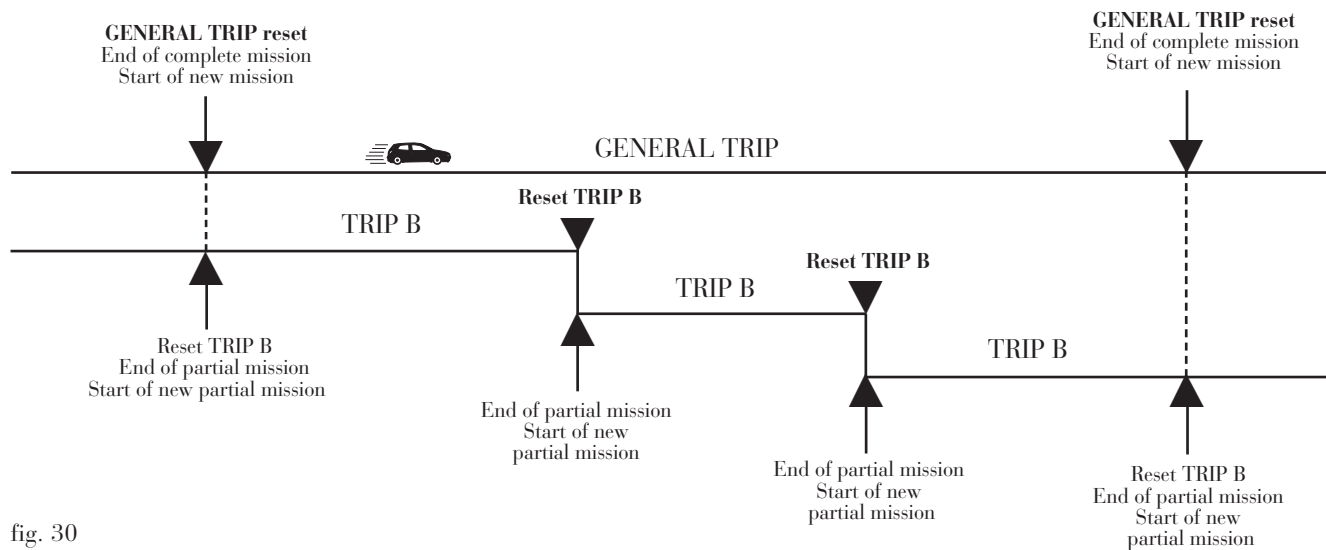 GENERAL TRIP reset
End of complete mission
Start of new mission
GENERAL TRIP reset
End of complete mission
Start of new mission
GENERAL TRIP
TRIP B
Reset TRIP B
Reset TRIP B
TRIP B
TRIP B
Reset TRIP B
End of partial mission
Start of new partial mission
End of partial mission
Start of new
partial mission
End of partial mission
Start of new
partial mission
Reset TRIP B
End of partial mission
Start of new
partial mission
fig. 30